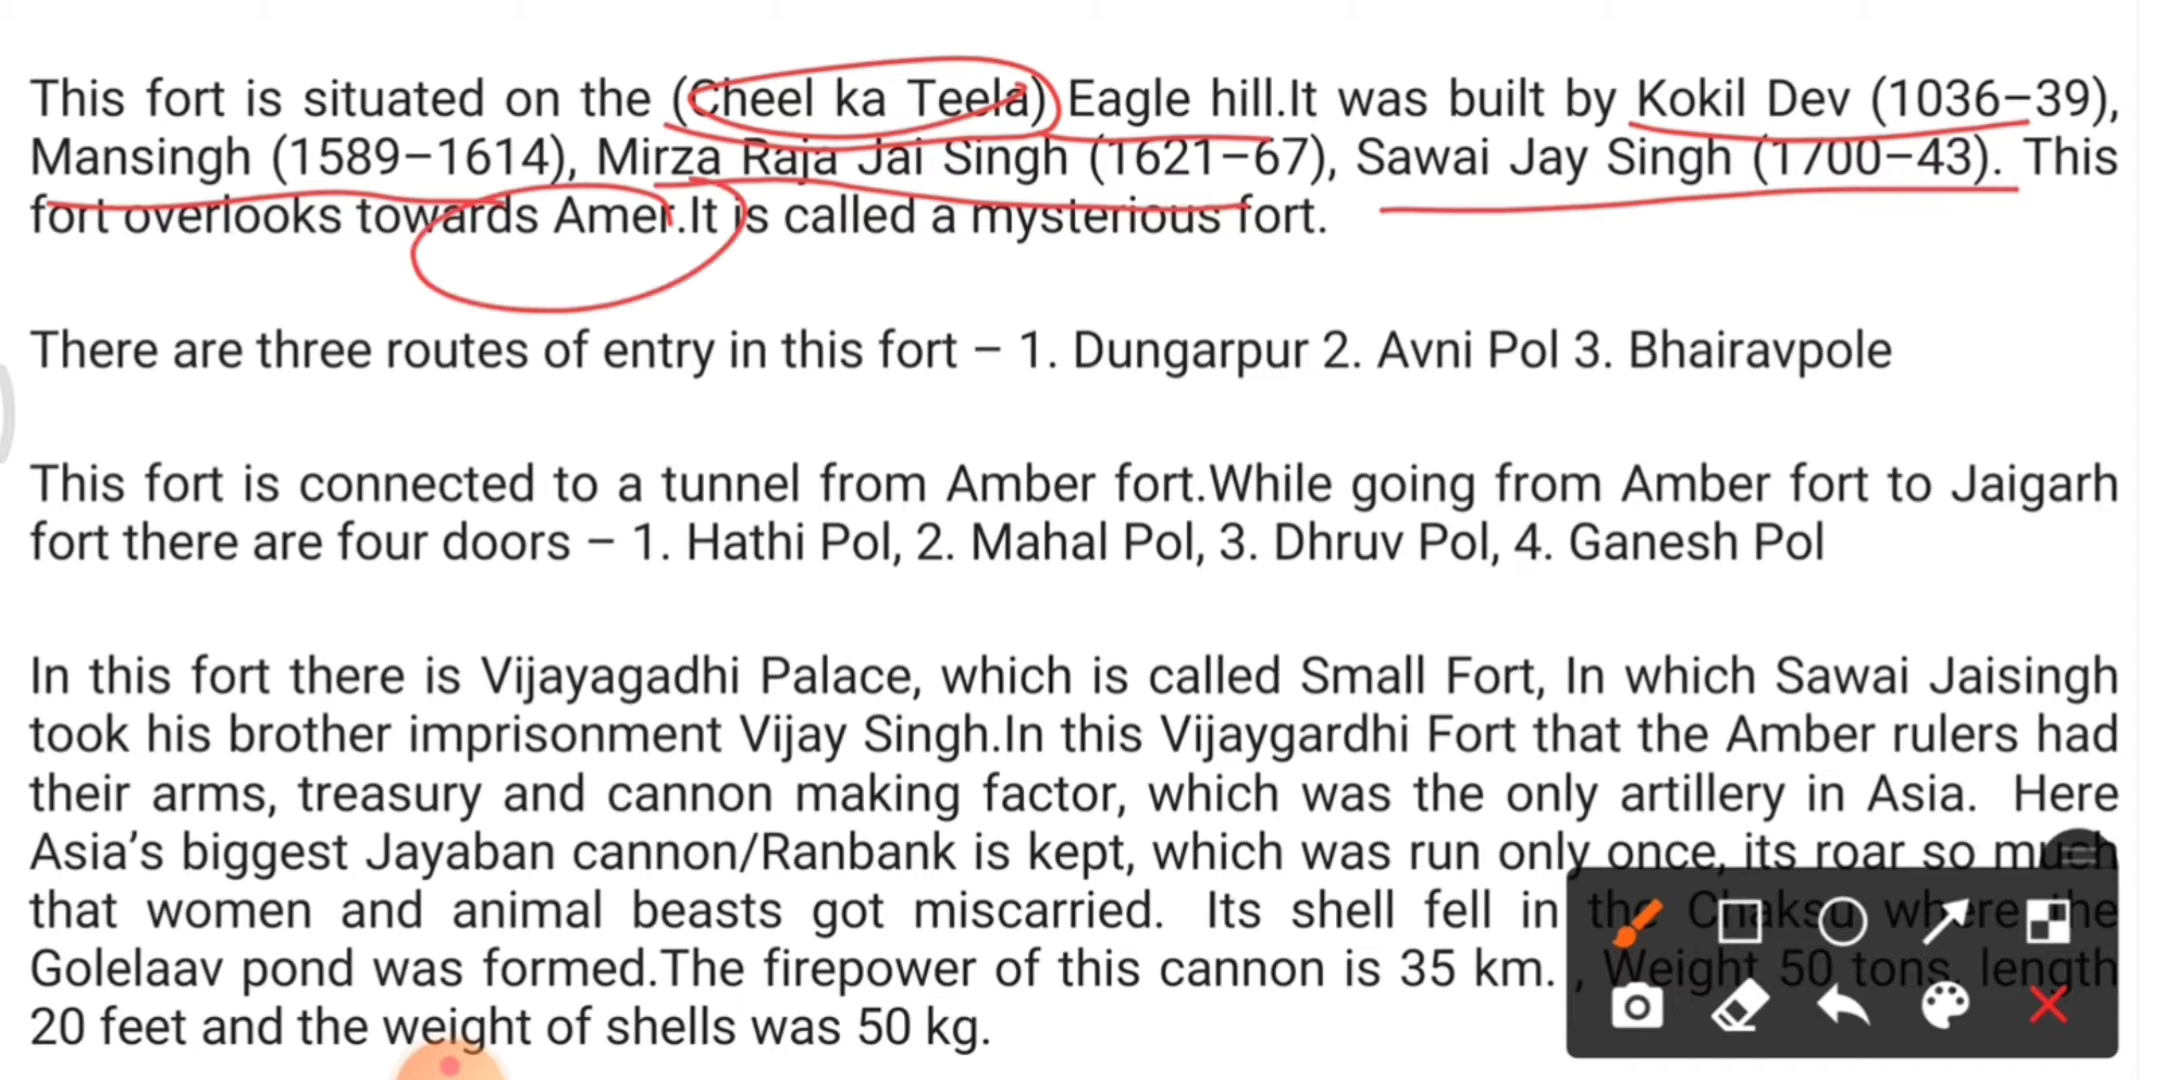 This fort is situated on the (Cheel ka Teela) Eagle hill.It was built by Kokil Dev (1036–39),
Mansingh (1589–1614), Mirza Raja Jai Singh (1621–67), Sawai Jay Singh (1700–43). This
fort overlooks towards Amer.It is called a mysterious fort.
There are three routes of entry in this fort – 1. Dungarpur 2. Avni Pol 3. Bhairavpole
This fort is connected to a tunnel from Amber fort.While going from Amber fort to Jaigarh
fort there are four doors – 1. Hathi Pol, 2. Mahal Pol, 3. Dhruv Pol, 4. Ganesh Pol
In this fort there is Vijayagadhi Palace, which is called Small Fort, In which Sawai Jaisingh
took his brother imprisonment Vijay Singh.In this Vijaygardhi Fort that the Amber rulers had
their arms, treasury and cannon making factor, which was the only artillery in Asia. Here
Asia's biggest Jayaban cannon/Ranbank is kept, which was run only once, its roar so much
that women and animal beasts got miscarried. Its shell fell in the Chaksu where the
Golelaav pond was formed.The firepower of this cannon is 35 km. , Weight 50 tons, length
20 feet and the weight of shells was 50 kg.